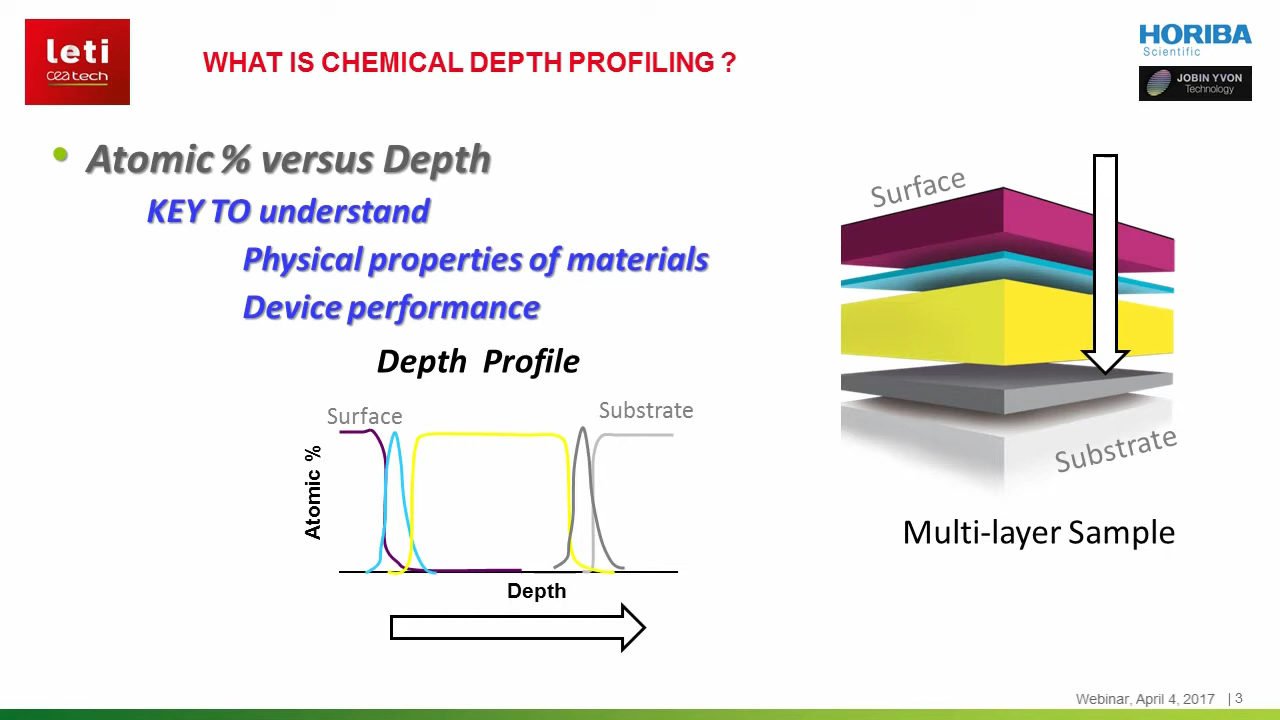 leti
ceatech
WHAT IS CHEMICAL DEPTH PROFILING ?
HORIBA
Scientific
JOBIN YVON
Technology
• Atomic % versus Depth
KEY TO understand
Physical properties of materials
Device performance
Depth Profile
Surface
Substrate
Atomic %
Depth
Surface
Substrate
Multi-layer Sample
Webinar, April 4, 2017 | 3